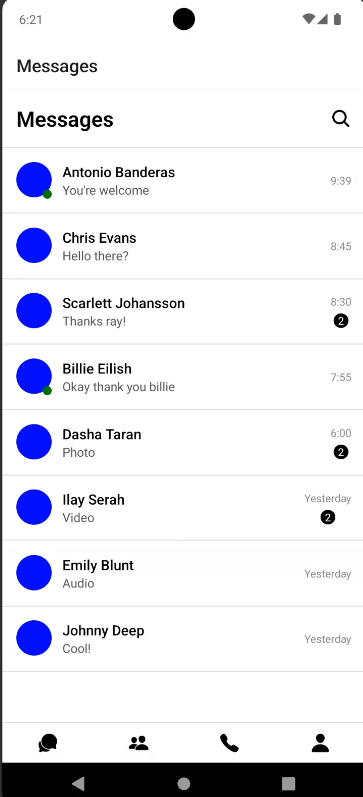 6:21
Messages
Messages
Antonio Banderas
You're welcome
9:39
Chris Evans
Hello there?
8:45
Scarlett Johansson
8:30
Thanks ray!
2
Billie Eilish
Okay thank you billie
7:55
Dasha Taran
6:00
Photo
2
Ilay Serah
Yesterday
Video
2
Emily Blunt
Audio
Yesterday
Johnny Deep
Cool!
Yesterday